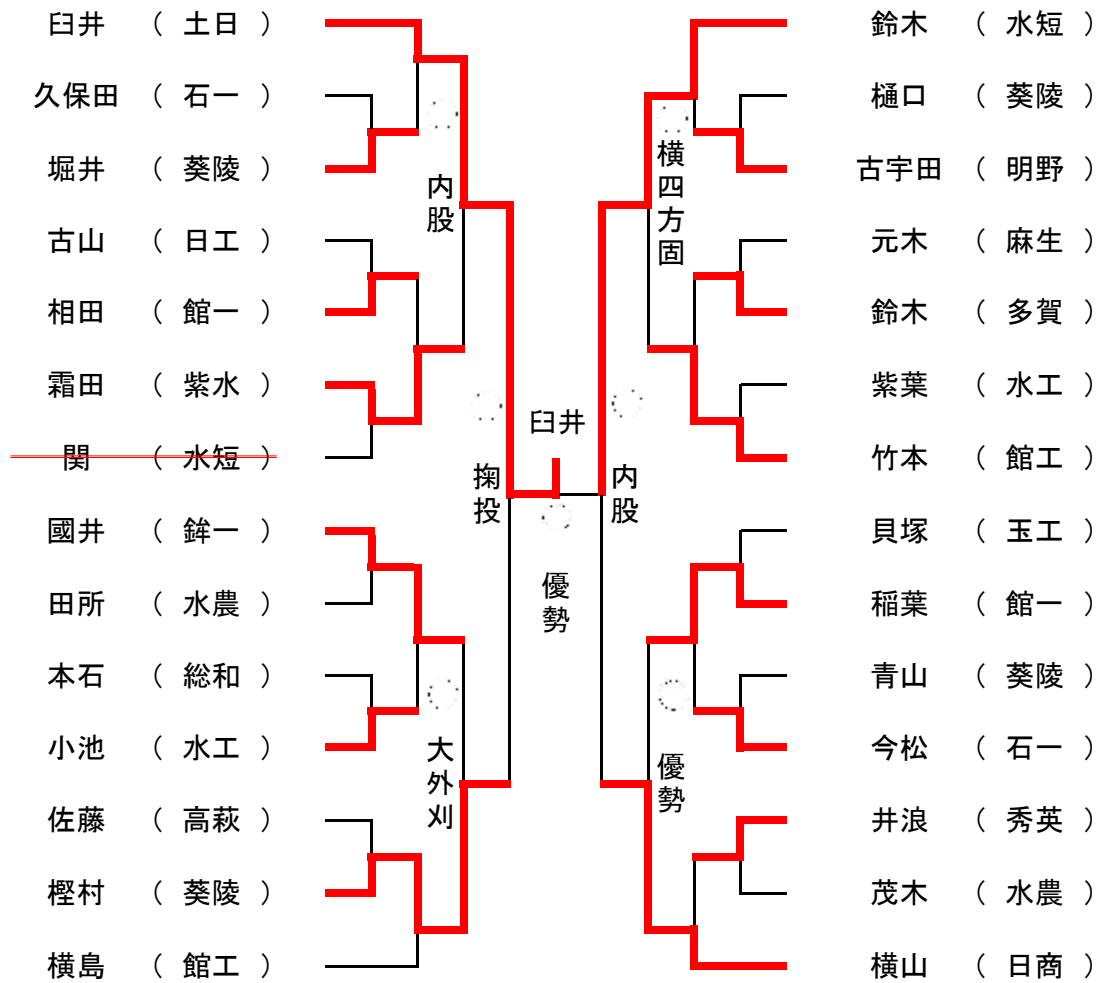 臼井 （ 土日 ）
久保田 （ 石一 ）
堀井 （ 葵陵 ）
古山 （ 日工 ）
相田 （ 館一 ）
霜田 （ 紫水 ）
関 （ 水短 ）
國井 （ 鉾一 ）
田所 （ 水農 ）
本石 （ 総和 ）
小池 （ 水工 ）
佐藤 （ 高萩 ）
樫村 （ 葵陵 ）
横島 （ 館工 ）
内股
大外刈
掬投
臼井
優勢
内股
横四方固
優勢
鈴木 （ 水短 ）
樋口 （ 葵陵 ）
古宇田 （ 明野 ）
元木 （ 麻生 ）
鈴木 （ 多賀 ）
紫葉 （ 水工 ）
竹本 （ 館工 ）
貝塚 （ 玉工 ）
稲葉 （ 館一 ）
青山 （ 葵陵 ）
今松 （ 石一 ）
井浪 （ 秀英 ）
茂木 （ 水農 ）
横山 （ 日商 ）